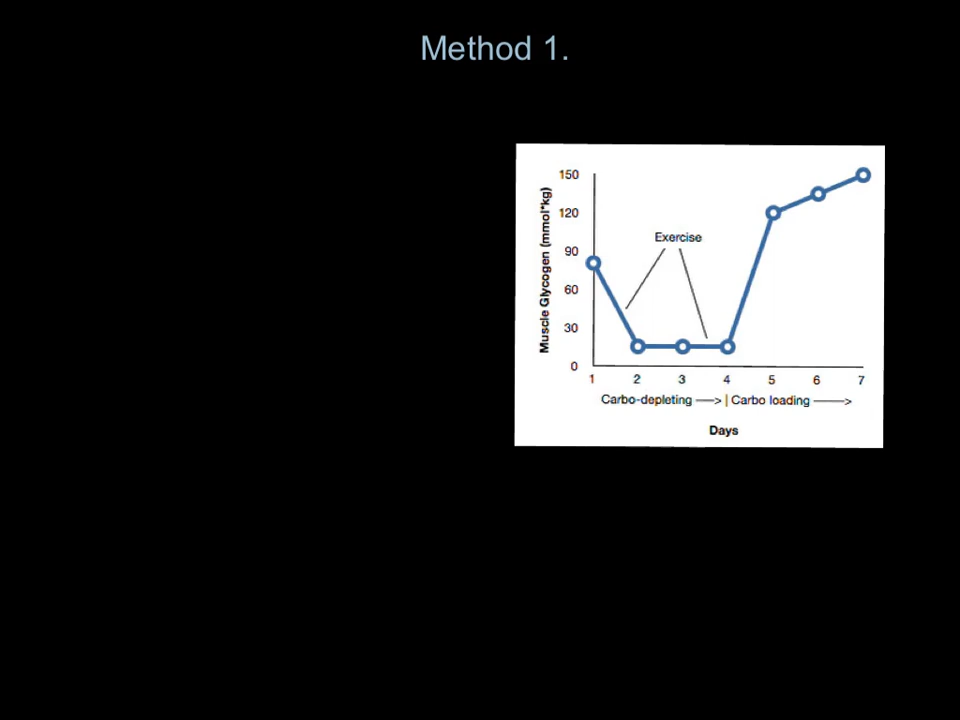 Method 1.
Muscle Glycogen (mmol*kg)
150
120
90
60
30
0
Exercise
1 2 3 4 5 6 7
Carbo-depleting ---> | Carbo loading ---->
Days